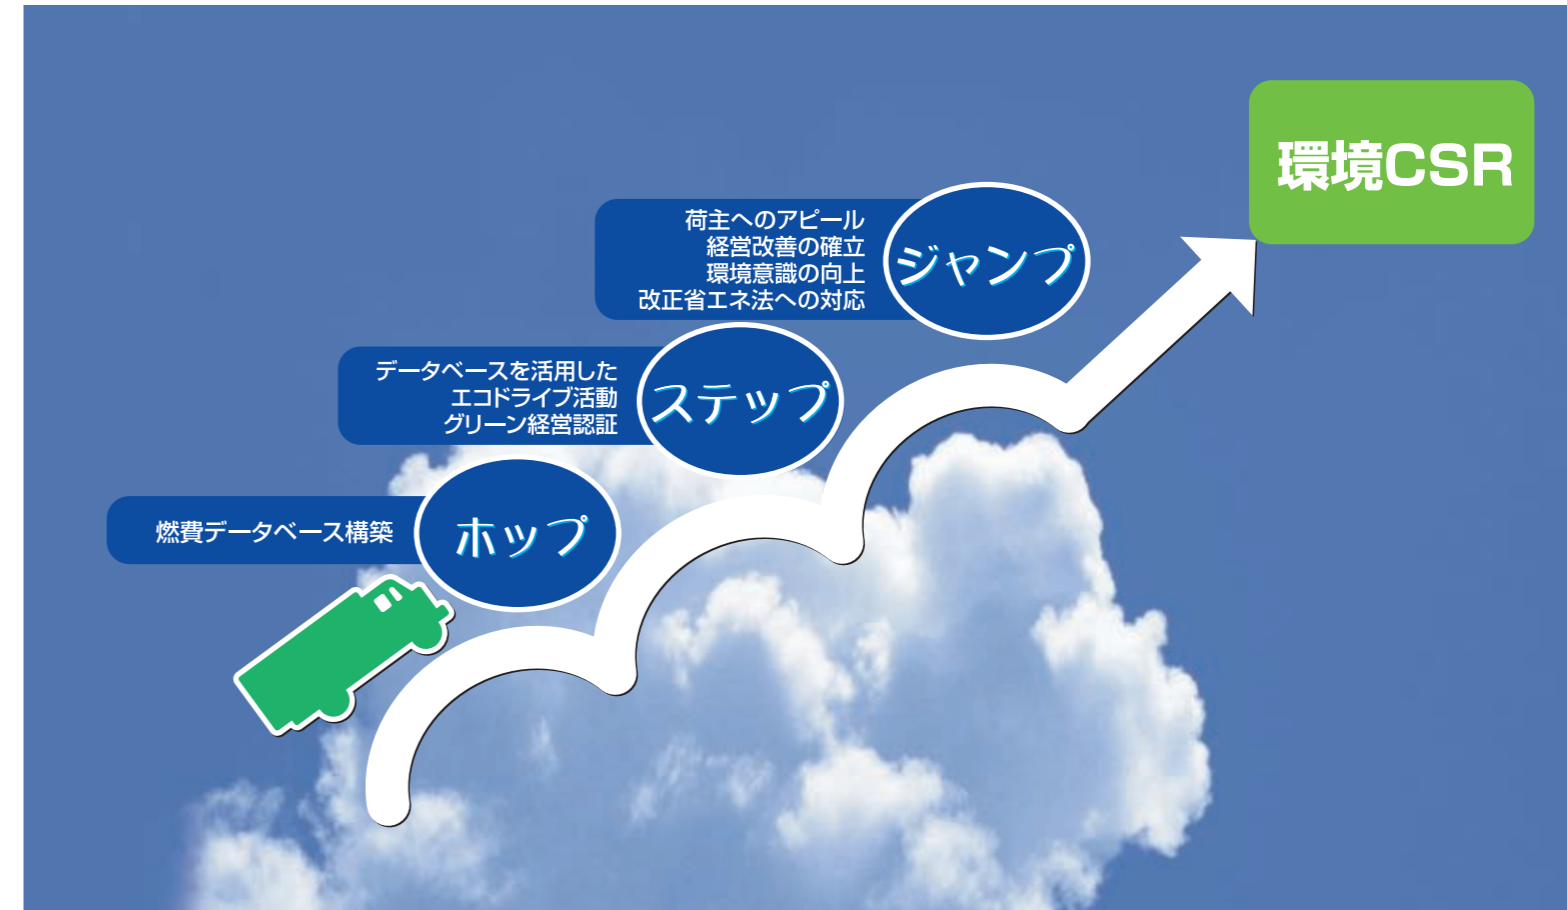 環境CSR
荷主へのアピール
経営改善の確立
環境意識の向上
改正省エネ法への対応
ジャンプ
データベースを活用した
エコドライブ活動
グリーン経営認証
ステップ
燃費データベース構築
ホップ